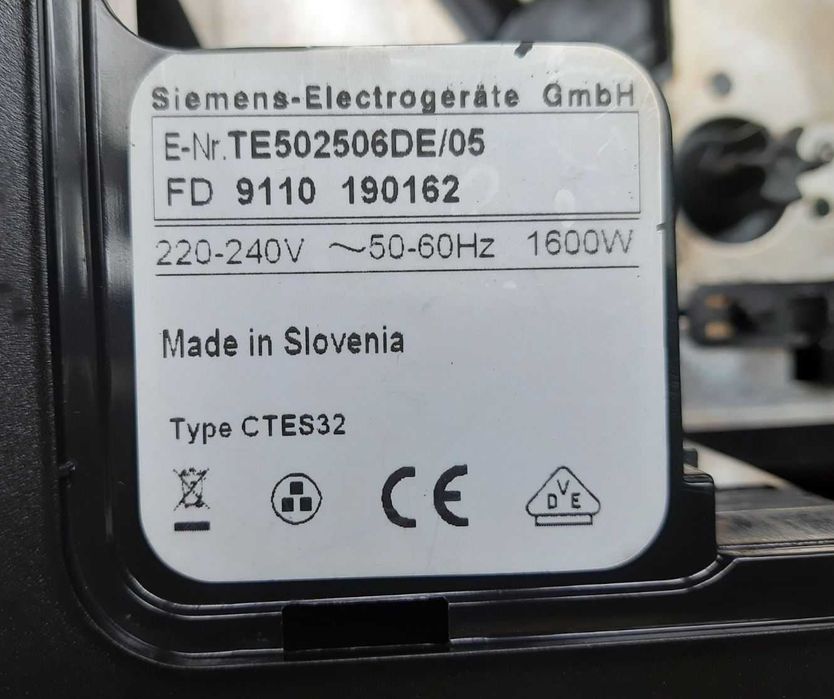 Siemens-Electrogeräte GmbH
E-Nr. TE502506DE/05
FD 9110 190162
220-240V ~50-60Hz 1600W
Made in Slovenia
Type CTES32
CE
VDE